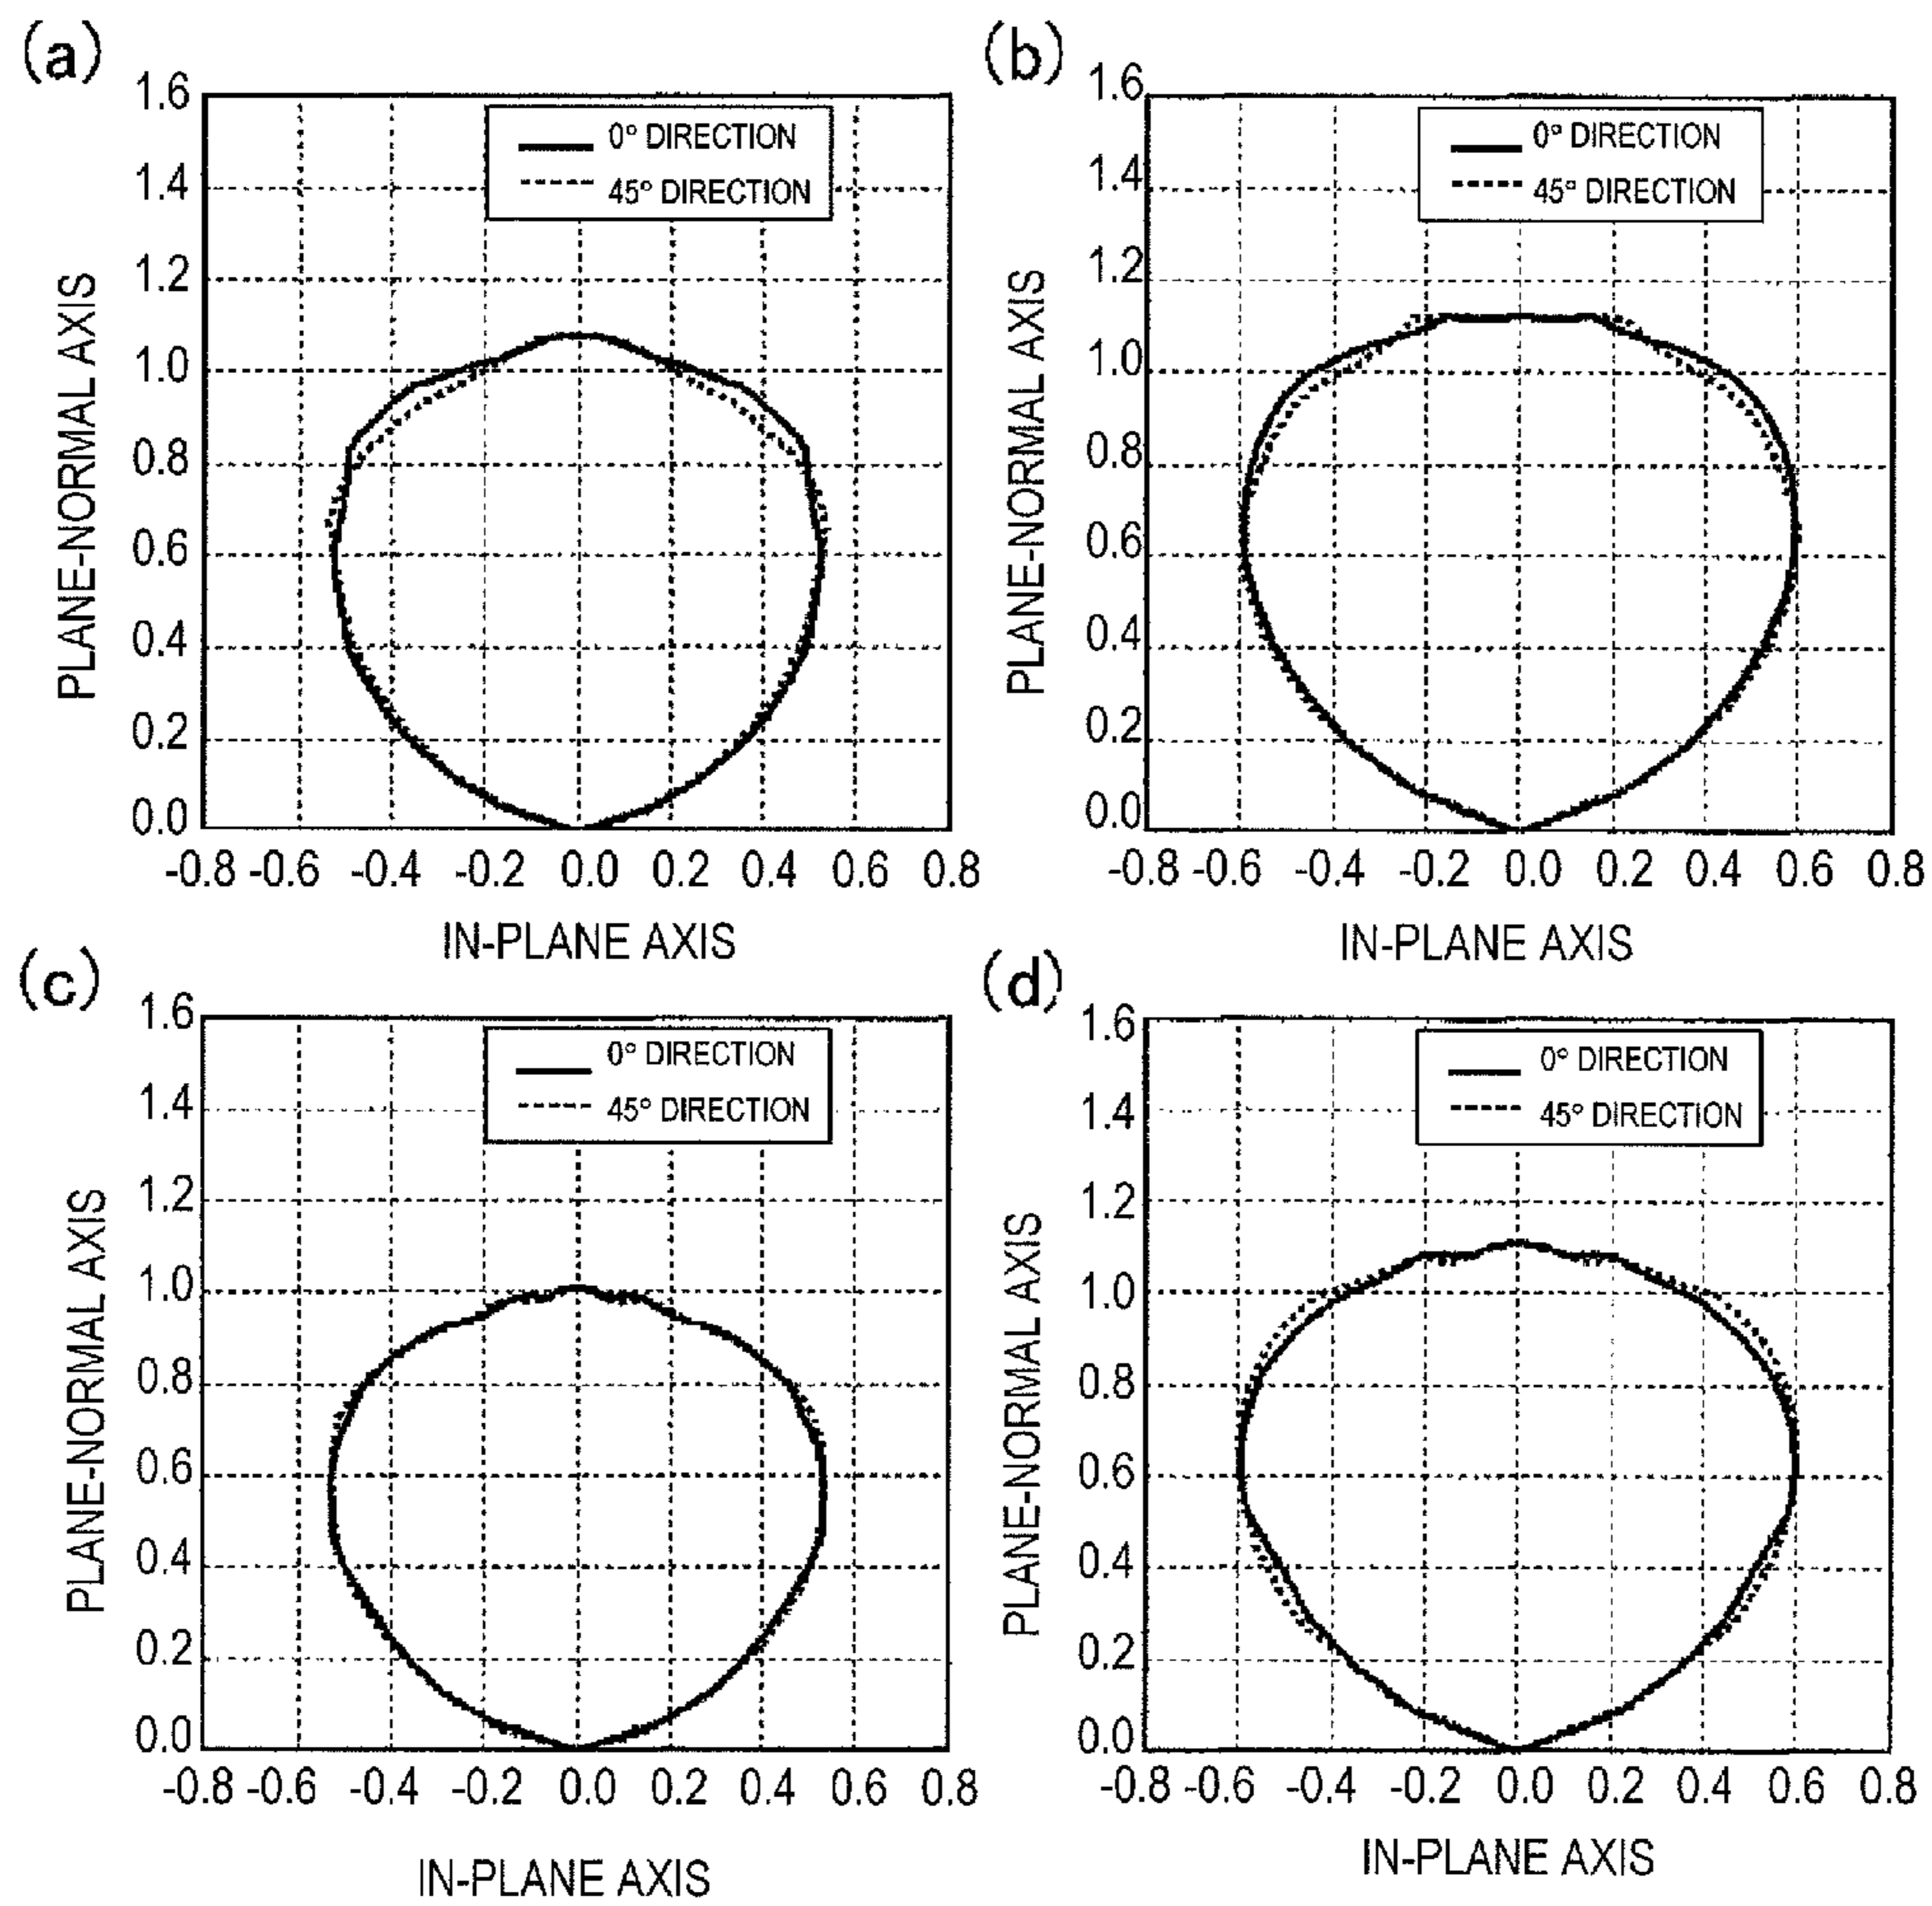 (a)
1.6
1.4
1.2
1.0
0.8
0.6
0.4
0.2
0.0
PLANE-NORMAL AXIS
0° DIRECTION
45° DIRECTION
-0.8 -0.6 -0.4 -0.2 0.0 0.2 0.4 0.6 0.8
IN-PLANE AXIS
(b)
1.6
1.4
1.2
1.0
0.8
0.6
0.4
0.2
0.0
PLANE-NORMAL AXIS
0° DIRECTION
45° DIRECTION
-0.8 -0.6 -0.4 -0.2 0.0 0.2 0.4 0.6 0.8
IN-PLANE AXIS
(c)
1.6
1.4
1.2
1.0
0.8
0.6
0.4
0.2
0.0
PLANE-NORMAL AXIS
0° DIRECTION
45° DIRECTION
-0.8 -0.6 -0.4 -0.2 0.0 0.2 0.4 0.6 0.8
IN-PLANE AXIS
(d)
1.6
1.4
1.2
1.0
0.8
0.6
0.4
0.2
0.0
PLANE-NORMAL AXIS
0° DIRECTION
45° DIRECTION
-0.8 -0.6 -0.4 -0.2 0.0 0.2 0.4 0.6 0.8
IN-PLANE AXIS